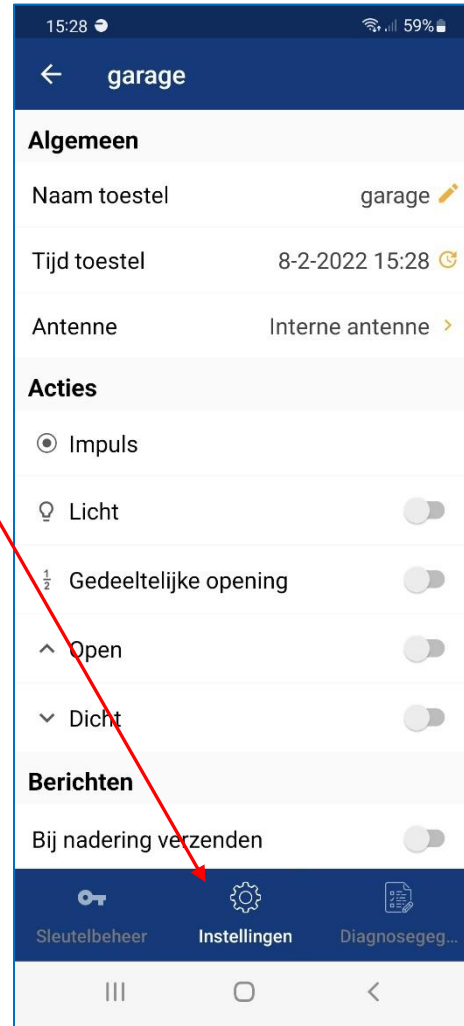 15:28 59%
garage
Algemeen
Naam toestel garage
Tijd toestel 8-2-2022 15:28
Antenne Interne antenne
Acties
Impuls
Licht
1/2 Gedeeltelijke opening
Open
Dicht
Berichten
Bij nadering verzenden
Sleutelbeheer Instellingen Diagnosegeg...